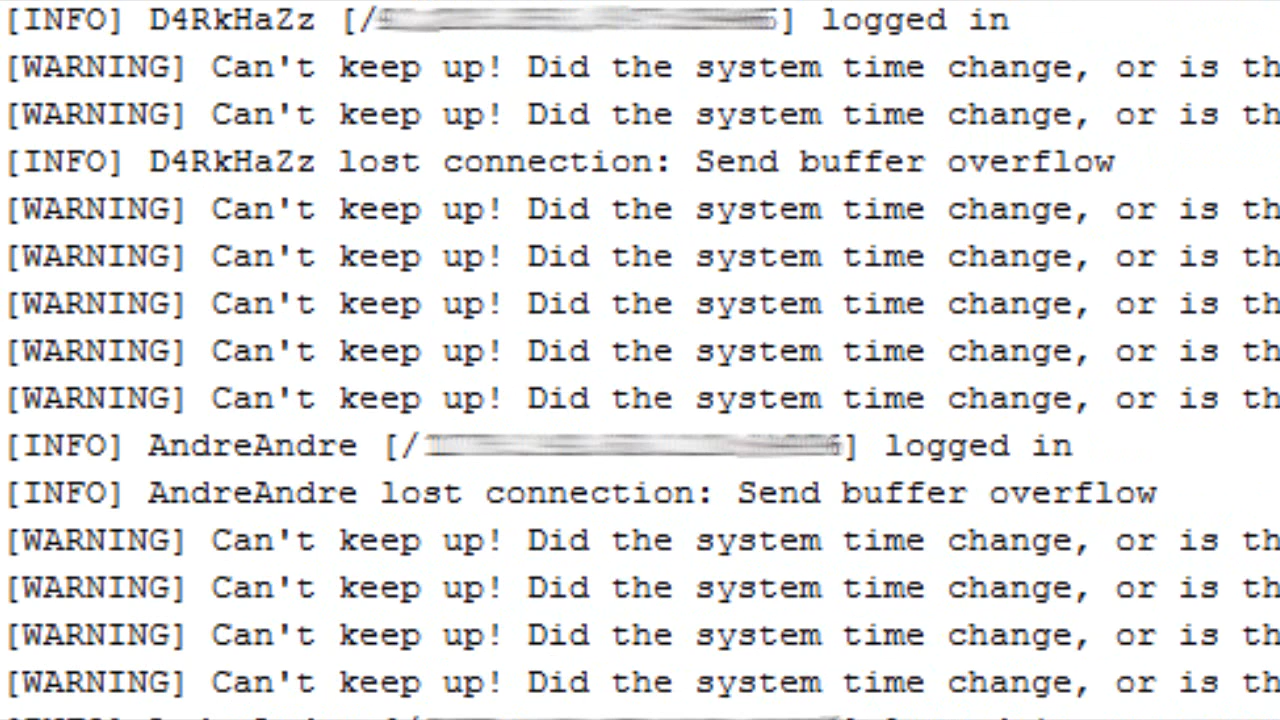 [INFO] D4RkHaZz [/ ] logged in
[WARNING] Can't keep up! Did the system time change, or is th
[WARNING] Can't keep up! Did the system time change, or is th
[INFO] D4RkHaZz lost connection: Send buffer overflow
[WARNING] Can't keep up! Did the system time change, or is th
[WARNING] Can't keep up! Did the system time change, or is th
[WARNING] Can't keep up! Did the system time change, or is th
[WARNING] Can't keep up! Did the system time change, or is th
[WARNING] Can't keep up! Did the system time change, or is th
[INFO] AndreAndre [/ ] logged in
[INFO] AndreAndre lost connection: Send buffer overflow
[WARNING] Can't keep up! Did the system time change, or is th
[WARNING] Can't keep up! Did the system time change, or is th
[WARNING] Can't keep up! Did the system time change, or is th
[WARNING] Can't keep up! Did the system time change, or is th